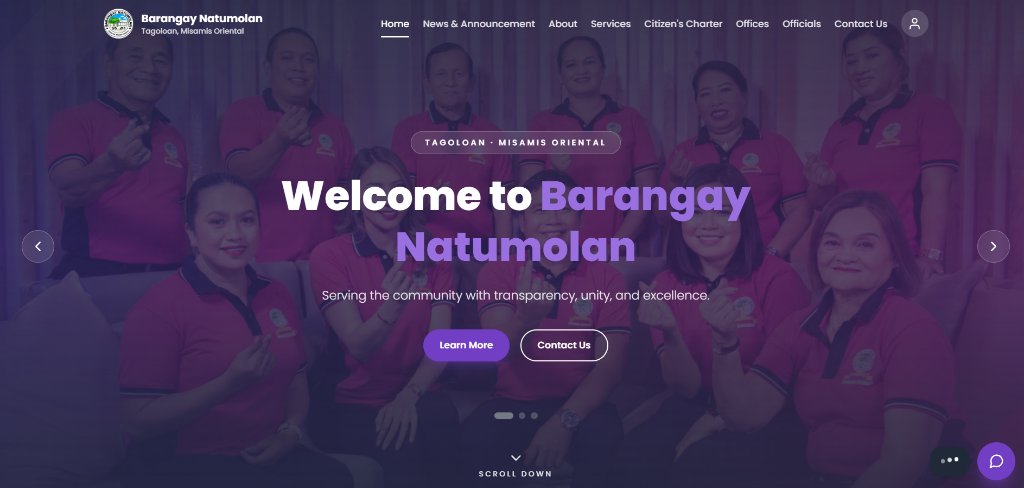 Barangay Natumolan
Tagoloan, Misamis Oriental
Home
News & Announcement
About
Services
Citizen's Charter
Offices
Officials
Contact Us
TAGOLOAN · MISAMIS ORIENTAL
Welcome to Barangay
Natumolan
Serving the community with transparency, unity, and excellence.
Learn More
Contact Us
SCROLL DOWN